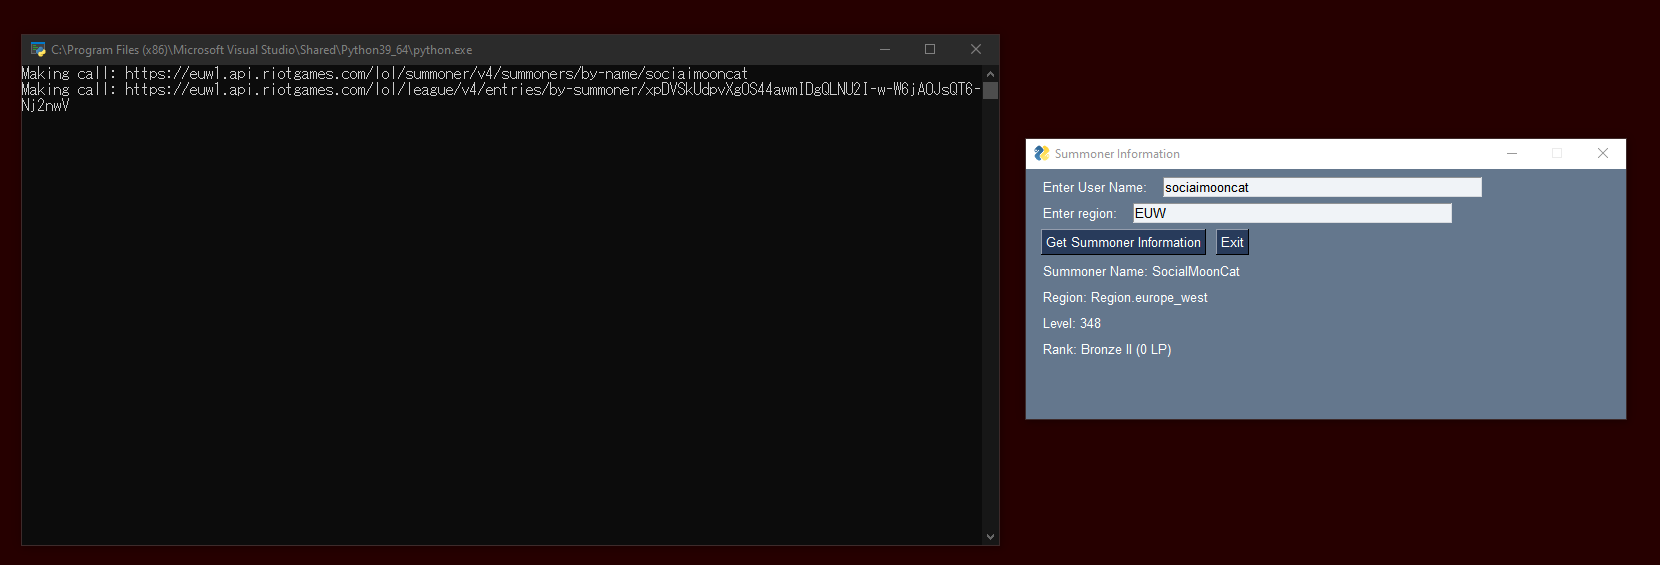 C:\Program Files (x86)\Microsoft Visual Studio\Shared\Python39_64\python.exe
Making call: https://euw1.api.riotgames.com/lol/summoner/v4/summoners/by-name/sociaimooncat
Making call: https://euw1.api.riotgames.com/lol/league/v4/entries/by-summoner/xpDVSkUdpvXgOS44awmIDgQLNU2I-w-W6jAOJsQT6-
Nj2nwV
Summoner Information
Enter User Name: sociaimooncat
Enter region: EUW
Get Summoner Information Exit
Summoner Name: SocialMoonCat
Region: Region.europe_west
Level: 348
Rank: Bronze II (0 LP)